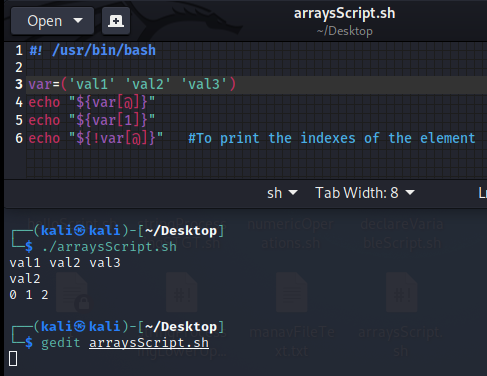 Open
arraysScript.sh
~/Desktop
1 #! /usr/bin/bash
2
3 var=('val1' 'val2' 'val3')
4 echo "${var[@]}"
5 echo "${var[1]}"
6 echo "${!var[@]}" #To print the indexes of the element
sh Tab Width: 8
┌──(kali㉿kali)-[~/Desktop]
└─$ ./arraysScript.sh
val1 val2 val3
val2
0 1 2
┌──(kali㉿kali)-[~/Desktop]
└─$ gedit arraysScript.sh